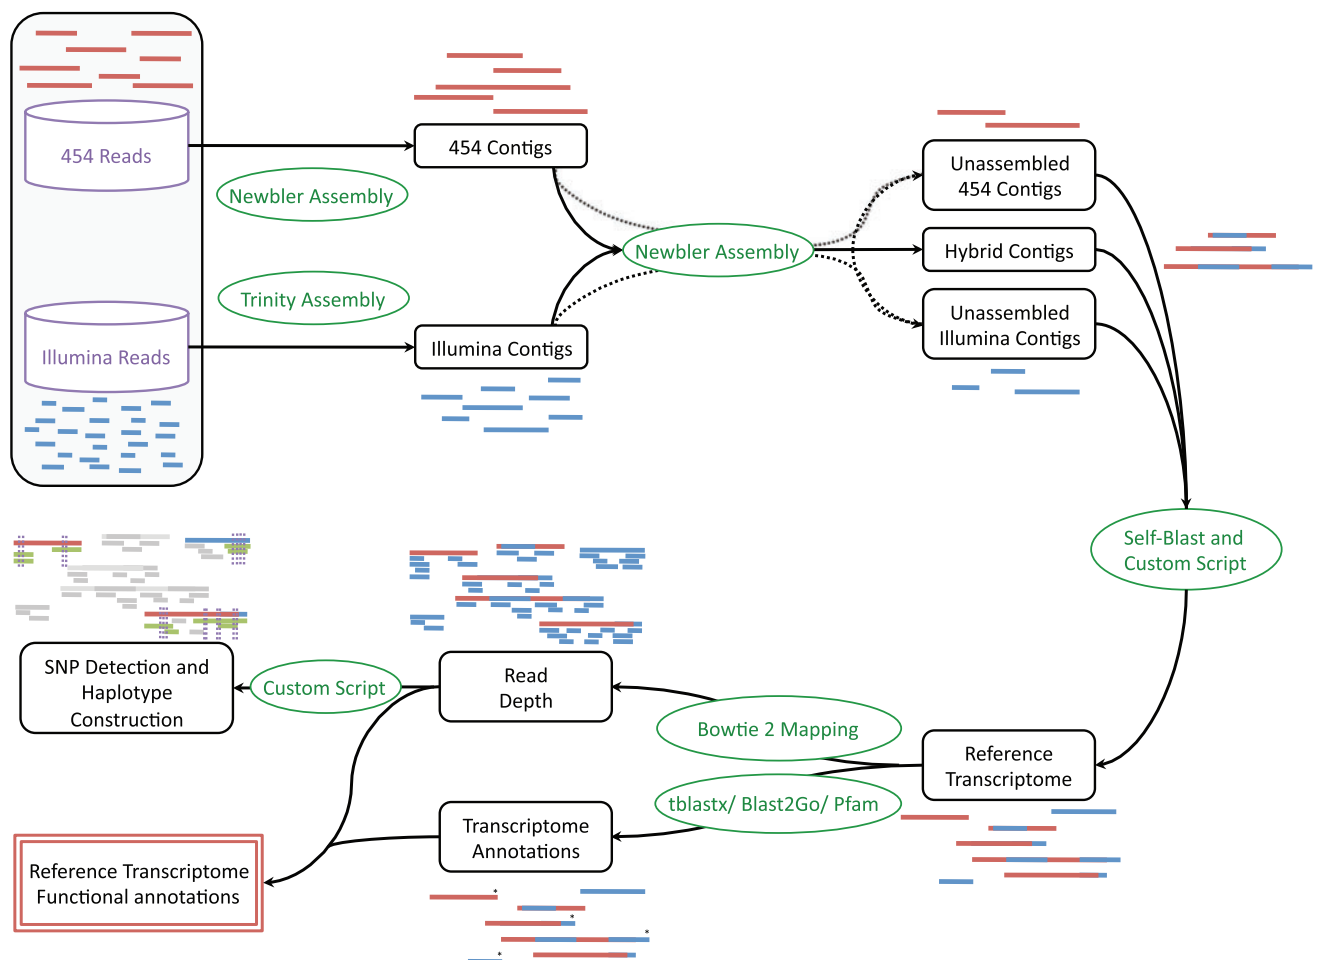 454 Reads
454 Contigs
Newbler Assembly
Trinity Assembly
Illumina Reads
Illumina Contigs
Newbler Assembly
Unassembled
454 Contigs
Hybrid Contigs
Unassembled
Illumina Contigs
Self-Blast and
Custom Script
Reference
Transcriptome
Bowtie 2 Mapping
tblastx/ Blast2Go/ Pfam
Read
Depth
Custom Script
SNP Detection and
Haplotype
Construction
Transcriptome
Annotations
Reference Transcriptome
Functional annotations
*
*
*
*